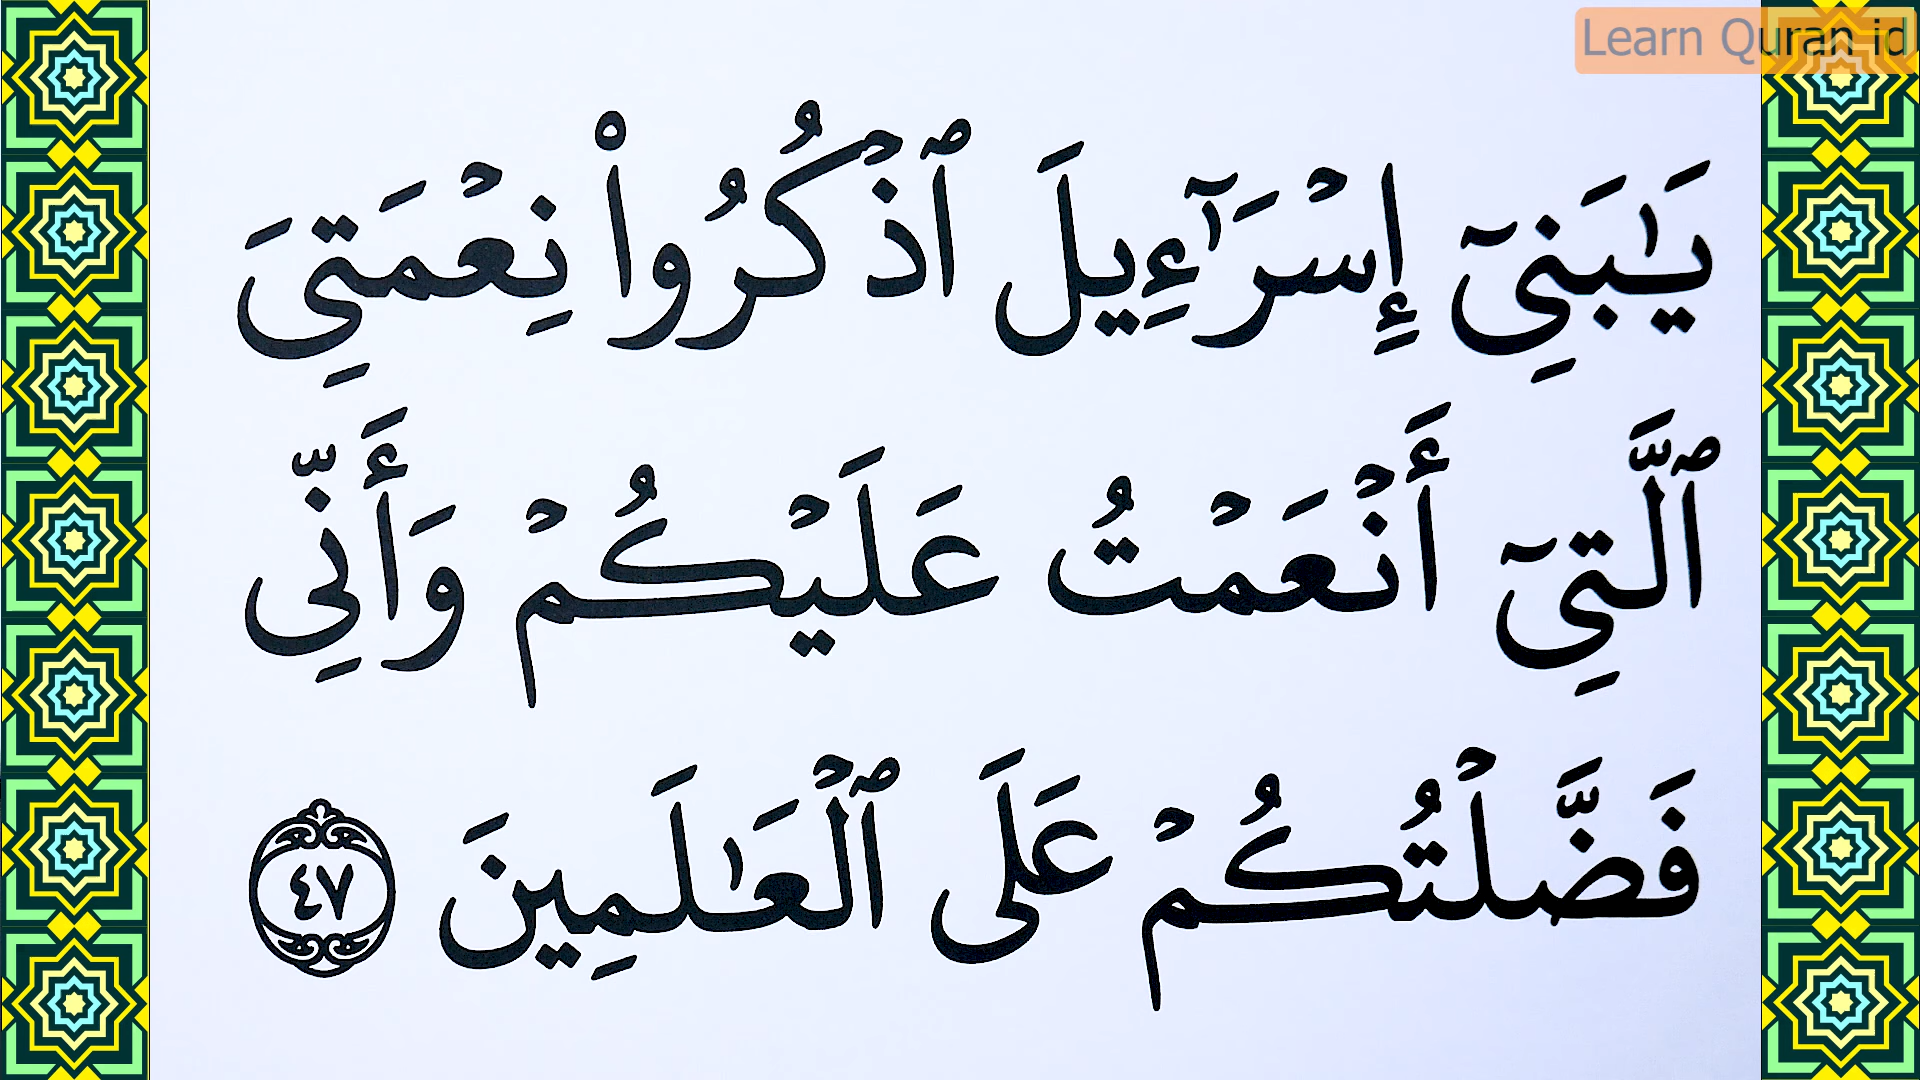 Learn Quran id
يَـٰبَنِىٓ إِسْرَٰٓءِيلَ ٱذْكُرُوا۟ نِعْمَتِىَ
ٱلَّتِىٓ أَنْعَمْتُ عَلَيْكُمْ وَأَنِّى
فَضَّلْتُكُمْ عَلَى ٱلْعَـٰلَمِينَ ٤٧